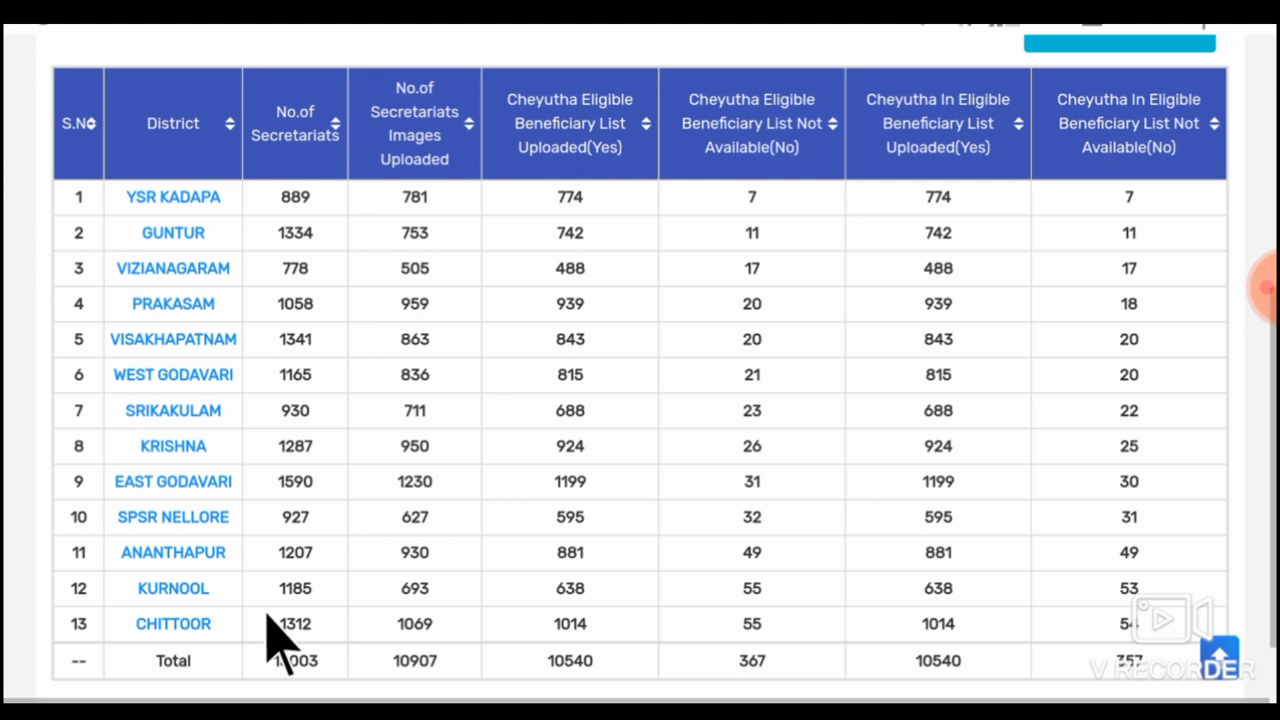 S.No District No.of Secretariats No.of Secretariats Images Uploaded Cheyutha Eligible Beneficiary List Uploaded(Yes) Cheyutha Eligible Beneficiary List Not Available(No) Cheyutha In Eligible Beneficiary List Uploaded(Yes) Cheyutha In Eligible Beneficiary List Not Available(No)
1 YSR KADAPA 889 781 774 7 774 7
2 GUNTUR 1334 753 742 11 742 11
3 VIZIANAGARAM 778 505 488 17 488 17
4 PRAKASAM 1058 959 939 20 939 18
5 VISAKHAPATNAM 1341 863 843 20 843 20
6 WEST GODAVARI 1165 836 815 21 815 20
7 SRIKAKULAM 930 711 688 23 688 22
8 KRISHNA 1287 950 924 26 924 25
9 EAST GODAVARI 1590 1230 1199 31 1199 30
10 SPSR NELLORE 927 627 595 32 595 31
11 ANANTHAPUR 1207 930 881 49 881 49
12 KURNOOL 1185 693 638 55 638 53
13 CHITTOOR 1312 1069 1014 55 1014
-- Total 10907 10540 367 10540 357
V RECORDER